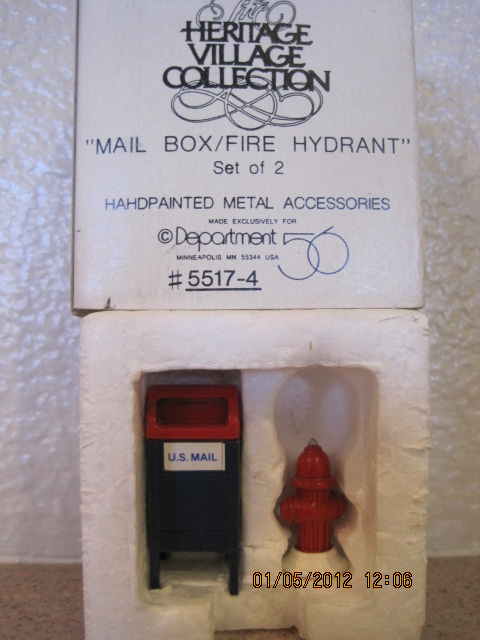 The
HERITAGE
VILLAGE
COLLECTION
"MAIL BOX/FIRE HYDRANT"
Set of 2
HAHDPAINTED METAL ACCESSORIES
MADE EXCLUSIVELY FOR
©Department 56
MINNEAPOLIS MN 55344 USA
#5517-4
U.S. MAIL
01/05/2012 12:06